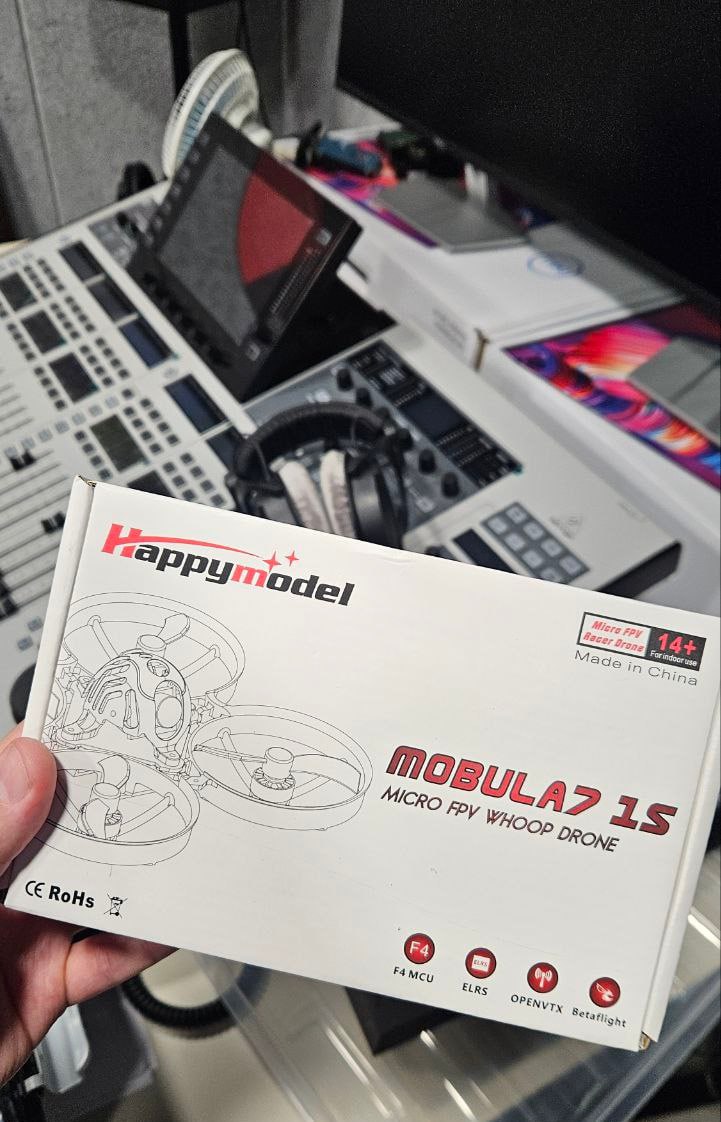 Happymodel
Micro FPV
Racer Drone
14+
For indoor use
Made in China
MOBULA7 1S
MICRO FPV WHOOP DRONE
CE RoHs
F4
ELRS
F4 MCU
ELRS
OPENVTX
Betaflight